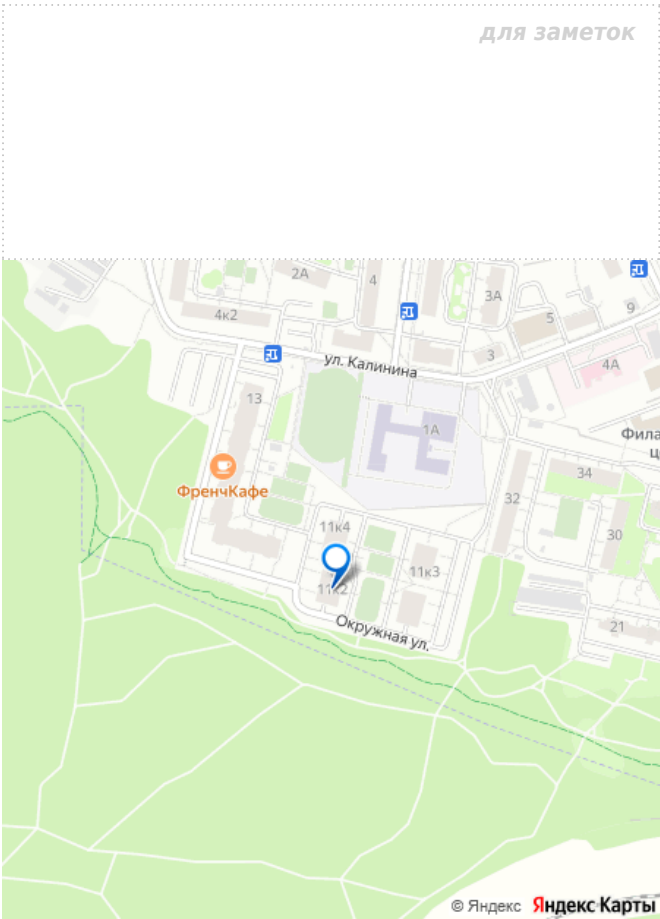 для заметок
2А
4
3А
9
4к2
5
ул. Калинина
3
4А
13
1А
Фила
ц
34
ФренчКафе
32
11к4
30
11к3
11к2
Окружная ул.
21
© Яндекс Яндекс Карты